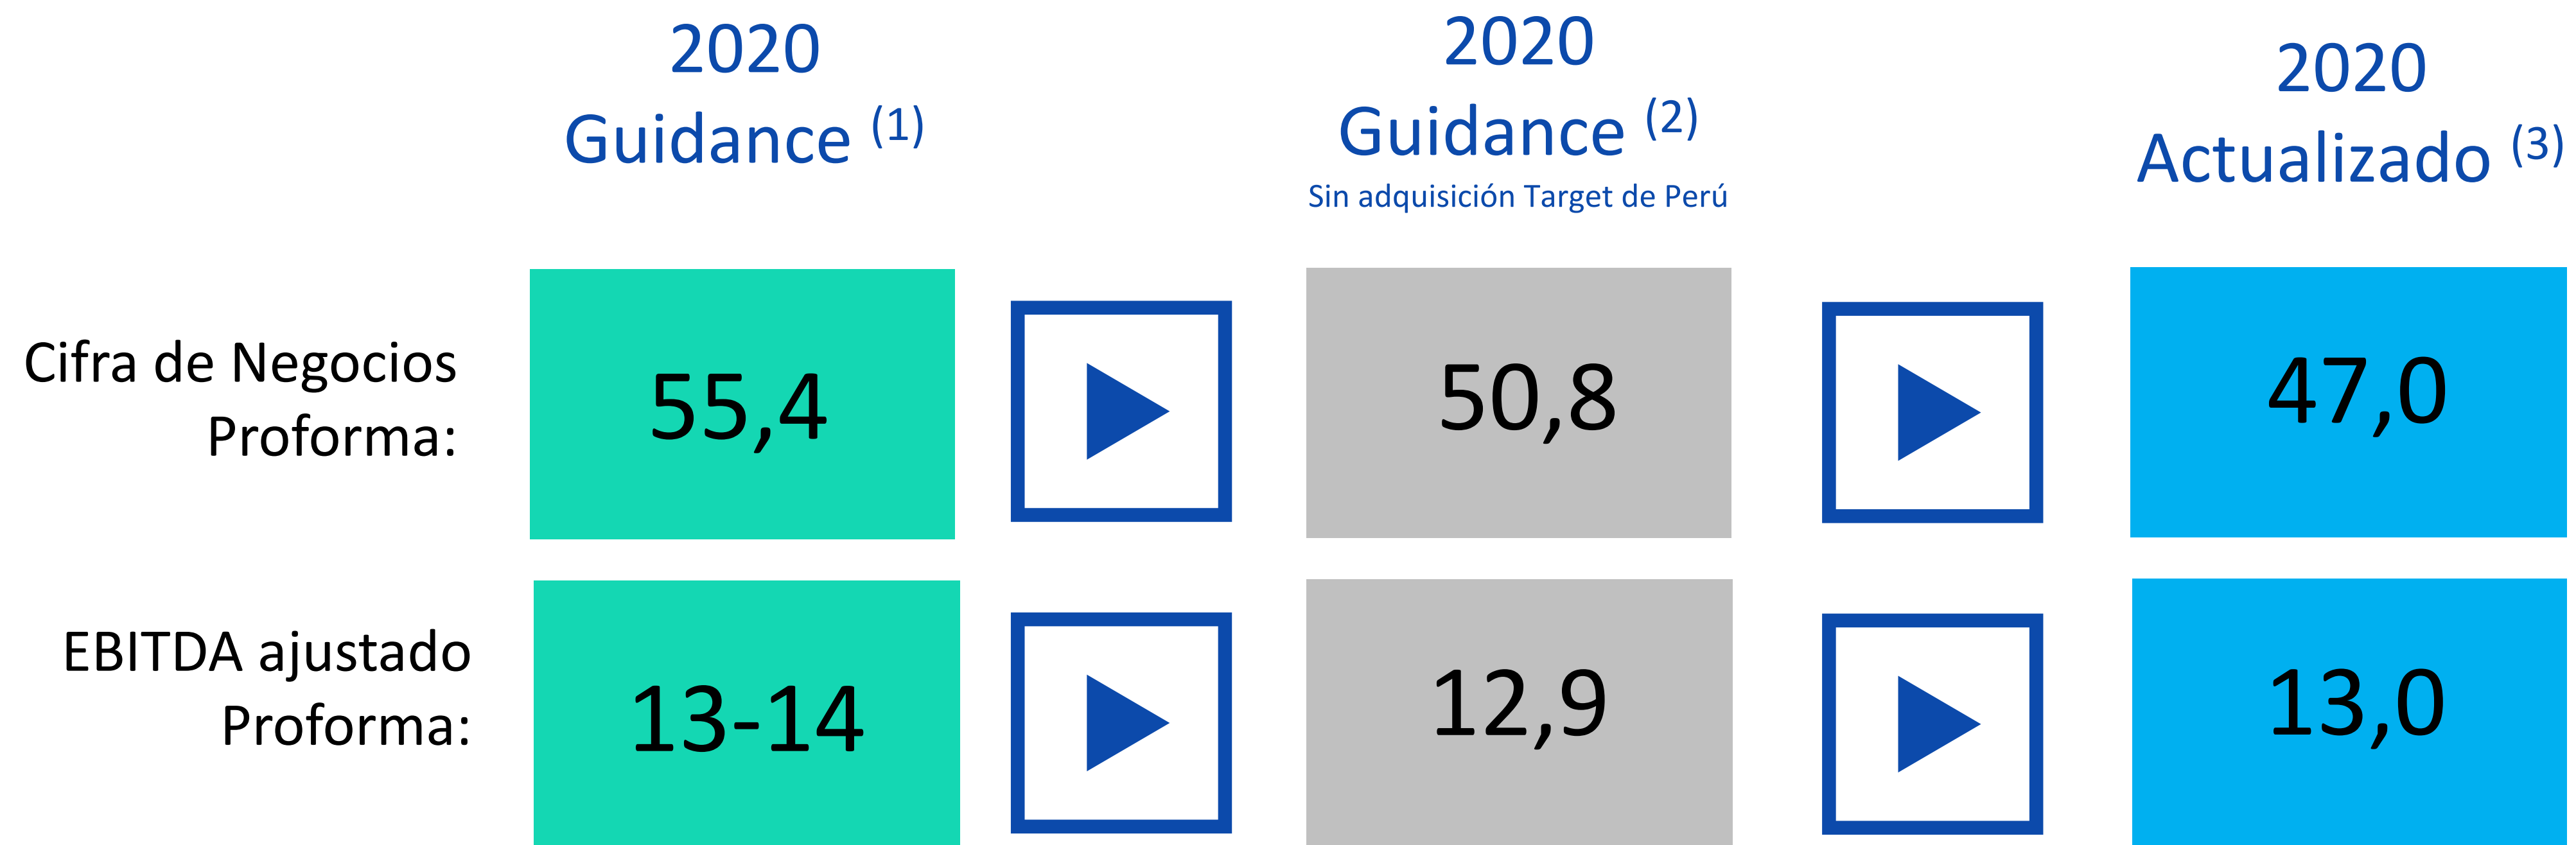 2020
Guidance (1)
2020
Guidance (2)
Sin adquisición Target de Perú
2020
Actualizado (3)
Cifra de Negocios
Proforma:
55,4
50,8
47,0
EBITDA ajustado
Proforma:
13-14
12,9
13,0